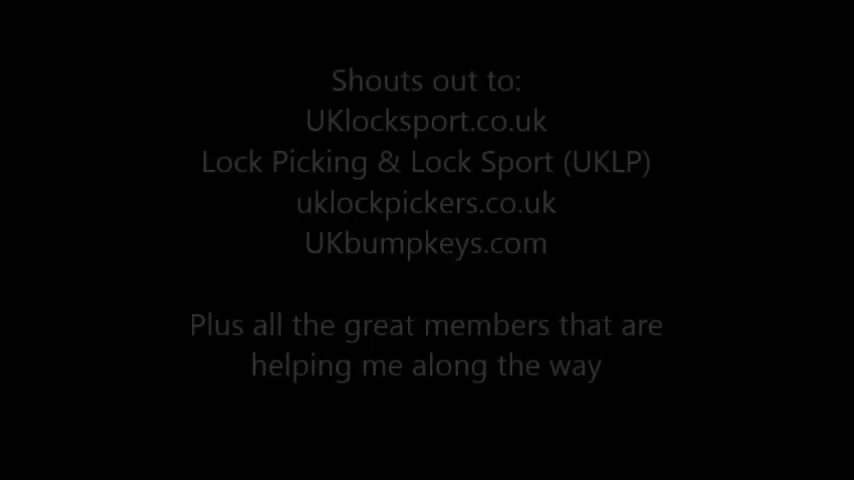 Shouts out to:
UKlocksport.co.uk
Lock Picking & Lock Sport (UKLP)
uklockpickers.co.uk
UKbumpkeys.com
Plus all the great members that are
helping me along the way